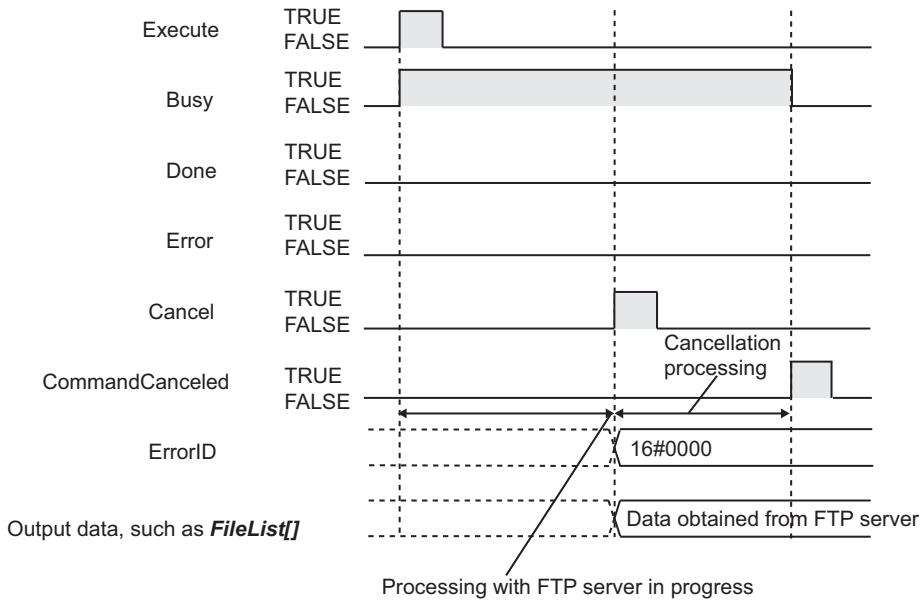 Execute
TRUE
FALSE
Busy
TRUE
FALSE
Done
TRUE
FALSE
Error
TRUE
FALSE
Cancel
TRUE
FALSE
Cancellation
processing
CommandCanceled
TRUE
FALSE
ErrorID
16#0000
Output data, such as FileList[]
Data obtained from FTP server
Processing with FTP server in progress